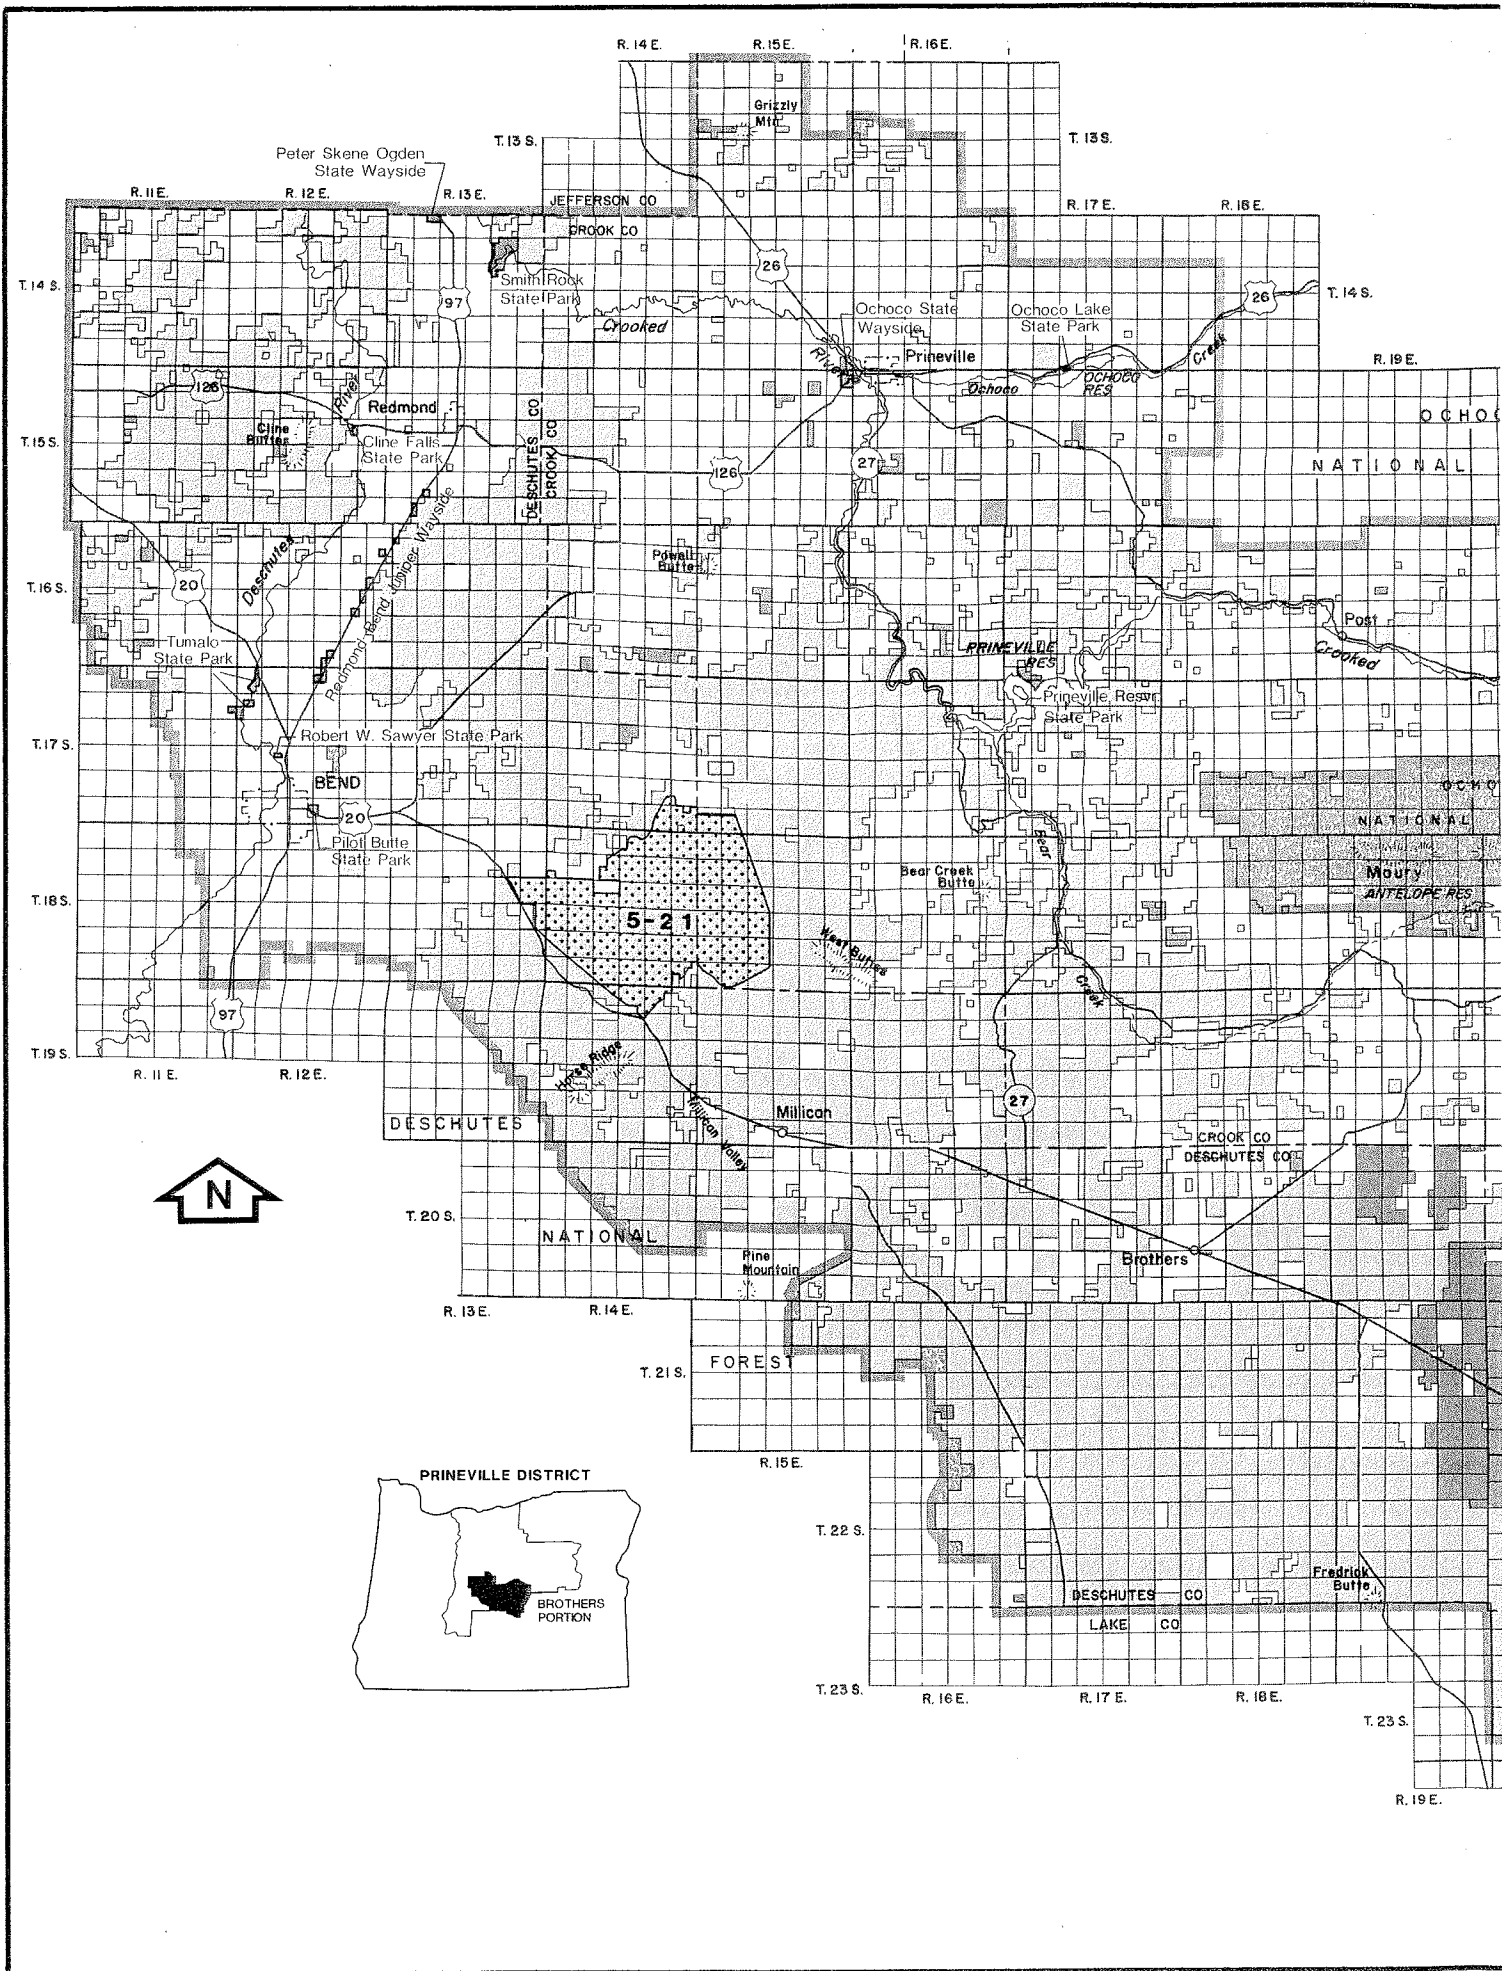 R. 14 E. R. 15 E. R. 16 E.
Grizzly
Mtn.
T. 13 S. T. 13 S.
Peter Skene Ogden
State Wayside
R. 11 E. R. 12 E. R. 13 E.
JEFFERSON CO
CROOK CO
R. 17 E. R. 18 E.
26
Smith Rock
State Park
T. 14 S.
97
Crooked
River
Ochoco State
Wayside
Ochoco Lake
State Park
26
T. 14 S.
Prineville
Creek
R. 19 E.
126
River
Redmond
Ochoco
OCHOCO
RES
OCHOC
Cline
Buttes
T. 15 S.
Cline Falls
State Park
DESCHUTES CO
CROOK CO
126
27
NATIONAL
Redmond-Bend Juniper Wayside
Deschutes
Powell
Butte
T. 16 S.
20
Post
Crooked
Tumalo
State Park
PRINEVILLE
RES
Prineville Resvr.
State Park
T. 17 S.
Robert W. Sawyer State Park
BEND
OCHO
20
NATIONAL
Pilot Butte
State Park
Bear
Creek
Bear Creek
Butte
Maury
ANTELOPE RES
T. 18 S.
5-21
West Buttes
97
T. 19 S.
R. 11 E. R. 12 E.
Horse Ridge
27
Millican
Millican Valley
DESCHUTES
CROOK CO
DESCHUTES CO
N
T. 20 S.
NATIONAL
Pine
Mountain
Brothers
R. 13 E. R. 14 E.
T. 21 S.
FOREST
R. 15 E.
PRINEVILLE DISTRICT
T. 22 S.
BROTHERS
PORTION
Fredrick
Butte
DESCHUTES CO
LAKE CO
T. 23 S.
R. 16 E. R. 17 E. R. 18 E.
T. 23 S.
R. 19 E.